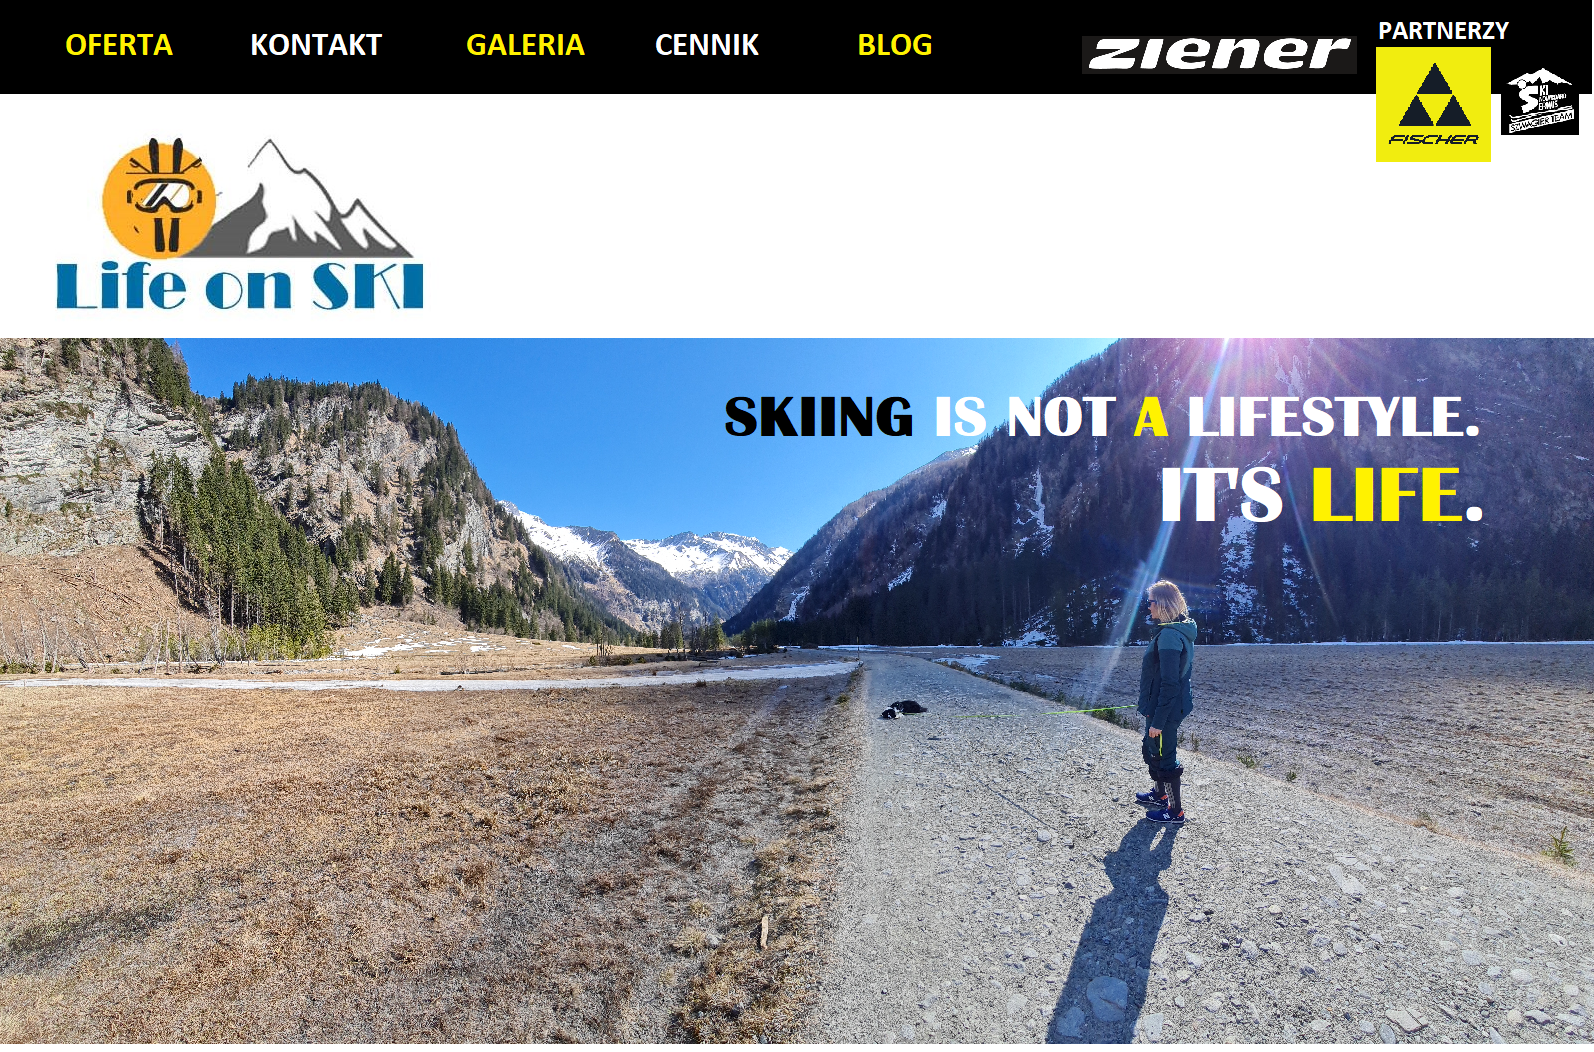 OFERTA KONTAKT GALERIA CENNIK BLOG
ziener
PARTNERZY
FISCHER
SKI
TEAM
Life on SKI
SKIING IS NOT A LIFESTYLE.
IT'S LIFE.